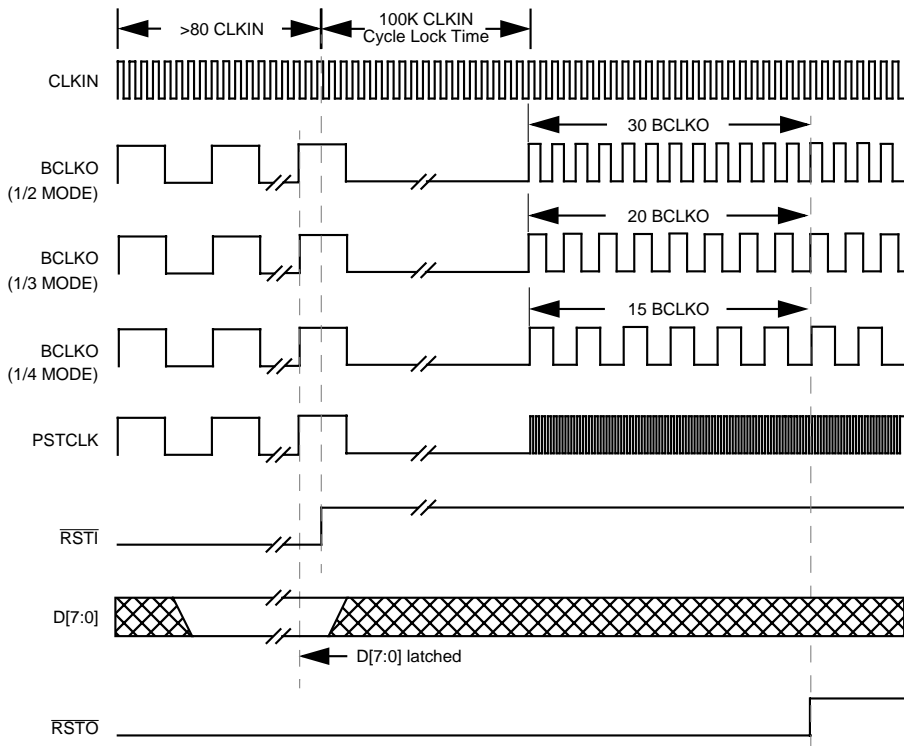 >80 CLKIN
100K CLKIN
Cycle Lock Time
CLKIN
30 BCLKO
BCLKO
(1/2 MODE)
20 BCLKO
BCLKO
(1/3 MODE)
15 BCLKO
BCLKO
(1/4 MODE)
PSTCLK
RSTI
D[7:0]
D[7:0] latched
RSTO